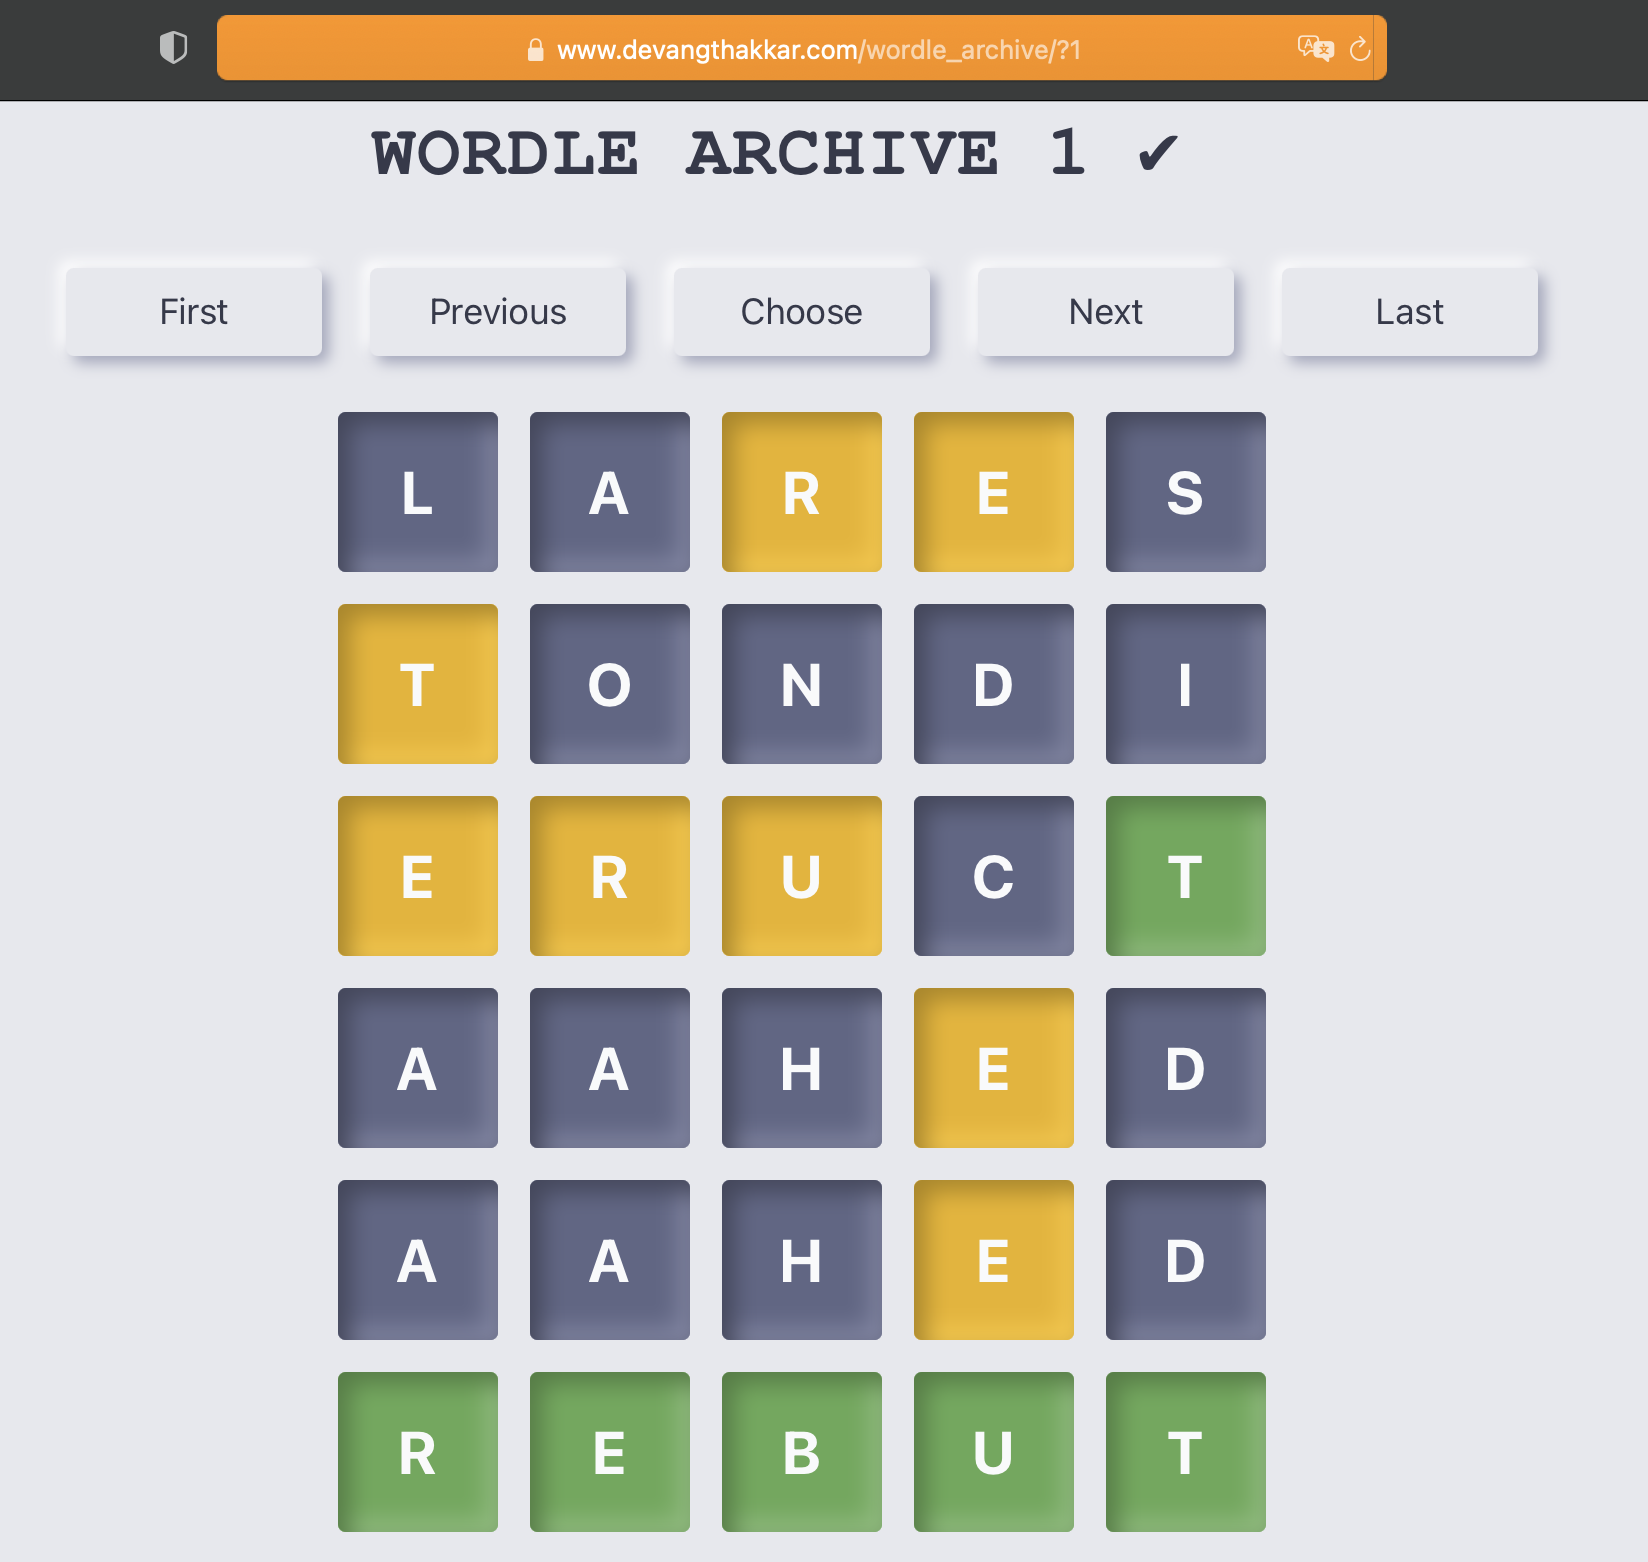 www.devangthakkar.com/wordle_archive/?1
WORDLE ARCHIVE 1 ✔
First Previous Choose Next Last
L A R E S
T O N D I
E R U C T
A A H E D
A A H E D
R E B U T